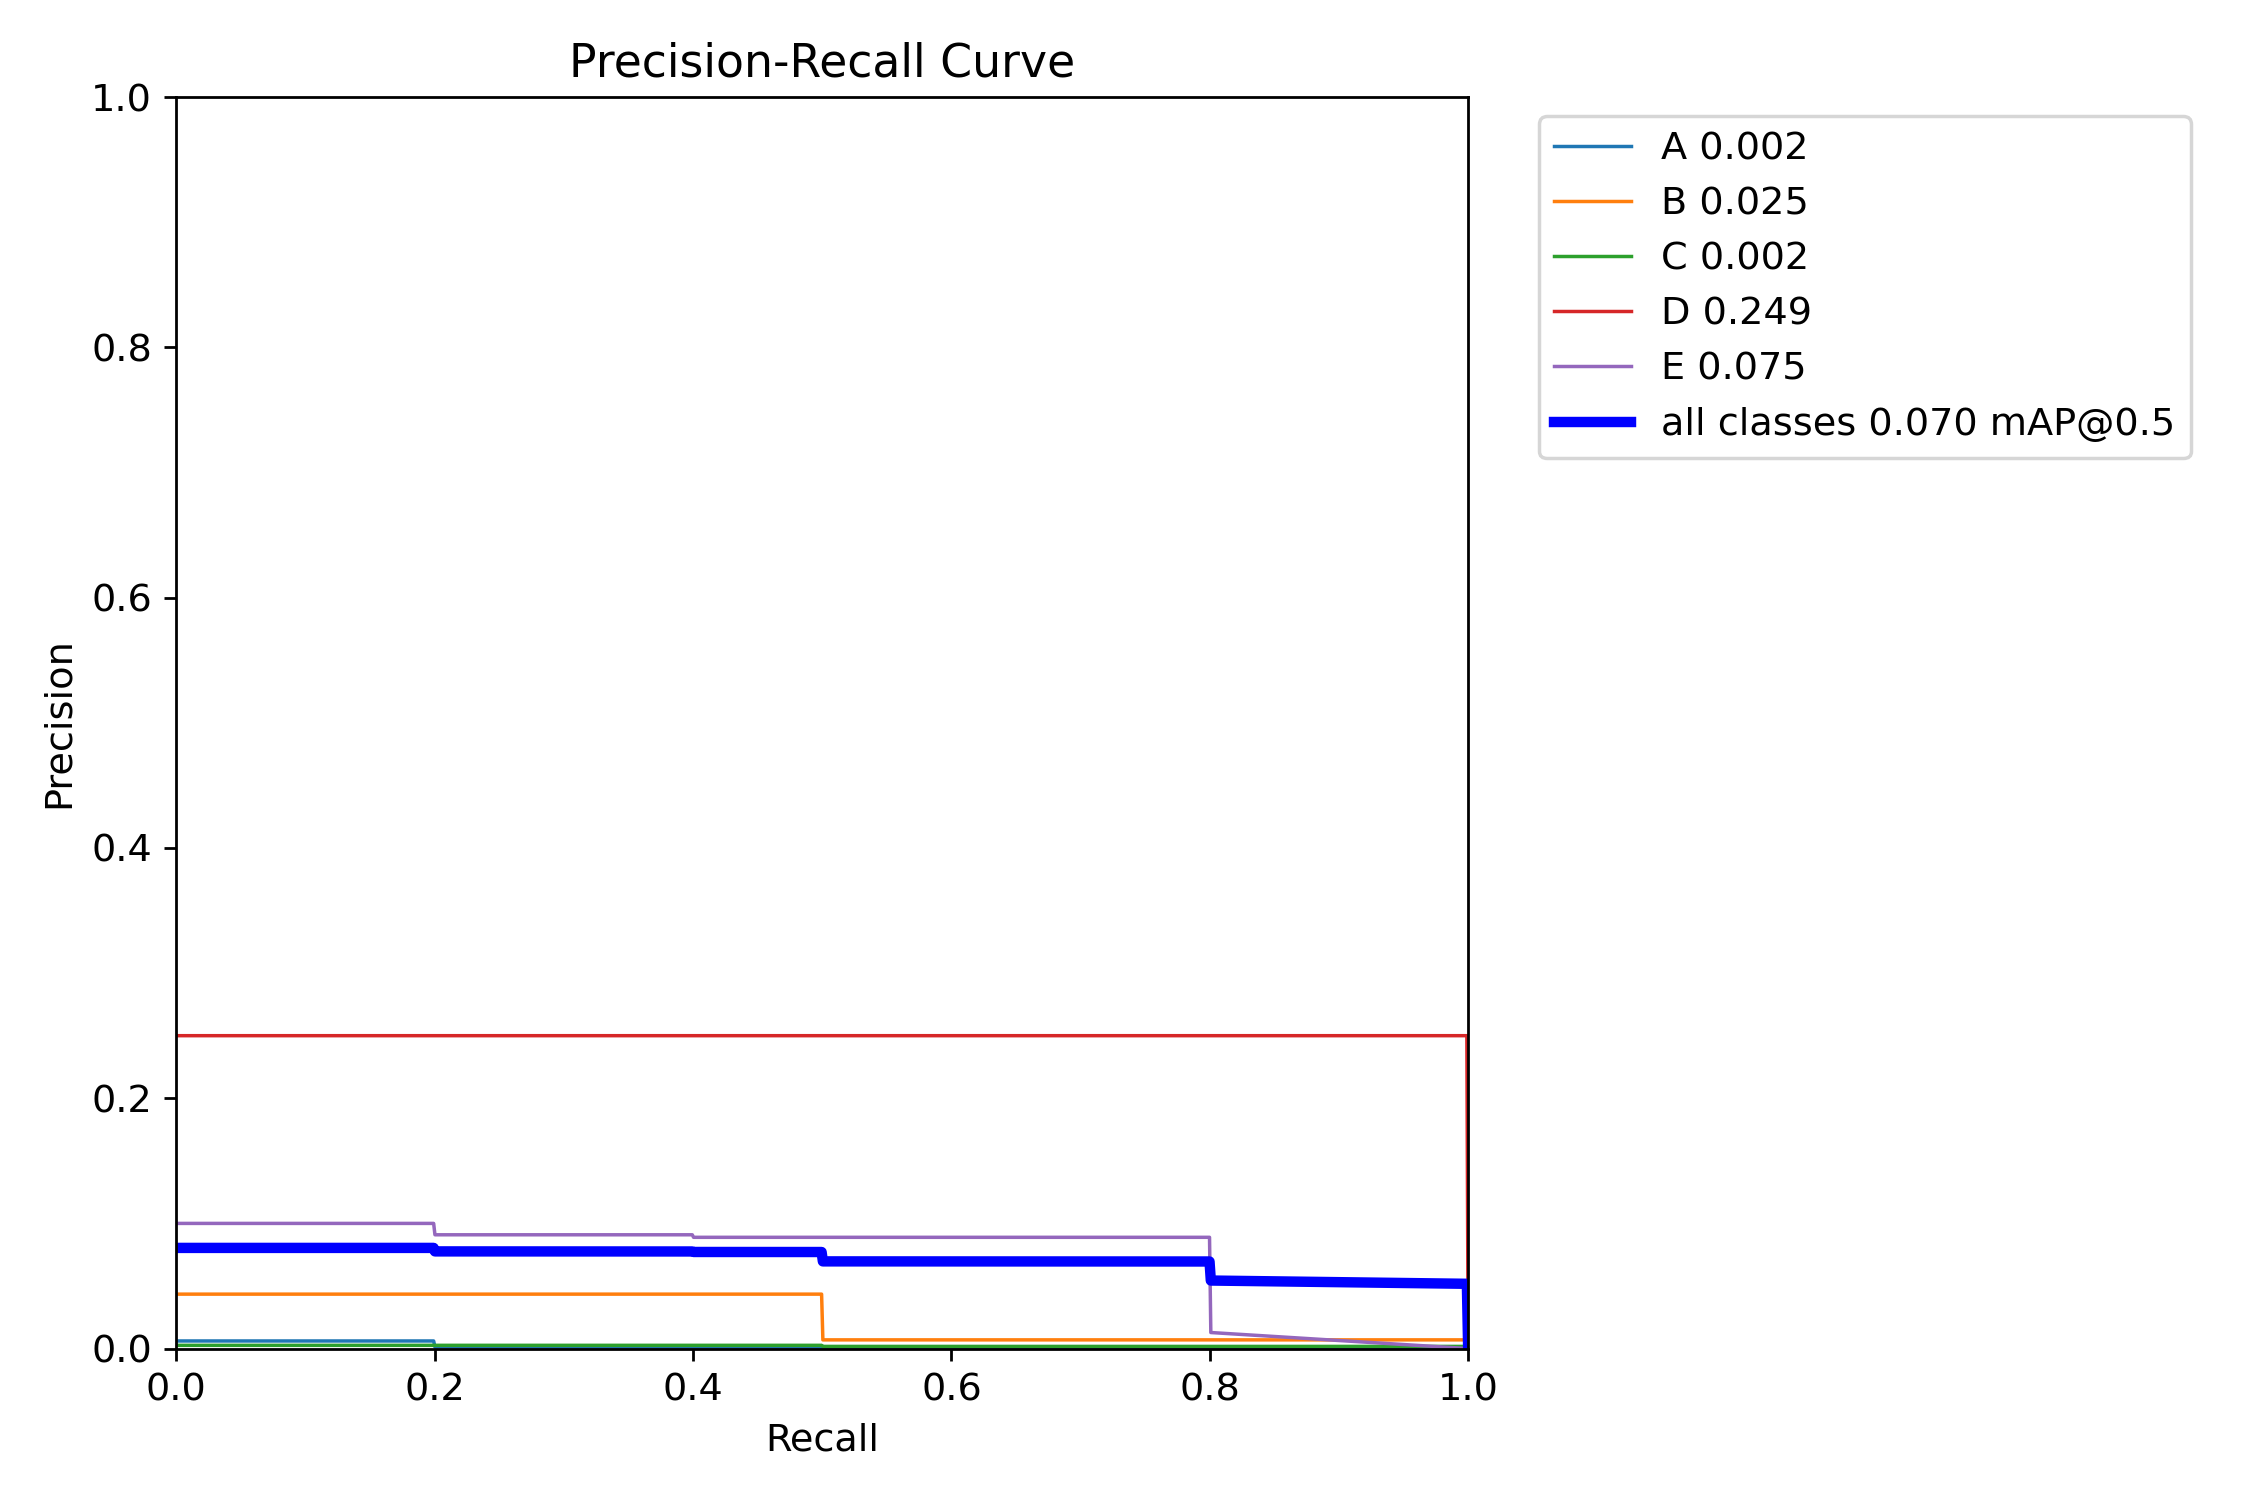 Precision-Recall Curve
1.0
0.8
0.6
0.4
0.2
0.0
Precision
0.0 0.2 0.4 0.6 0.8 1.0
Recall
A 0.002
B 0.025
C 0.002
D 0.249
E 0.075
all classes 0.070 mAP@0.5